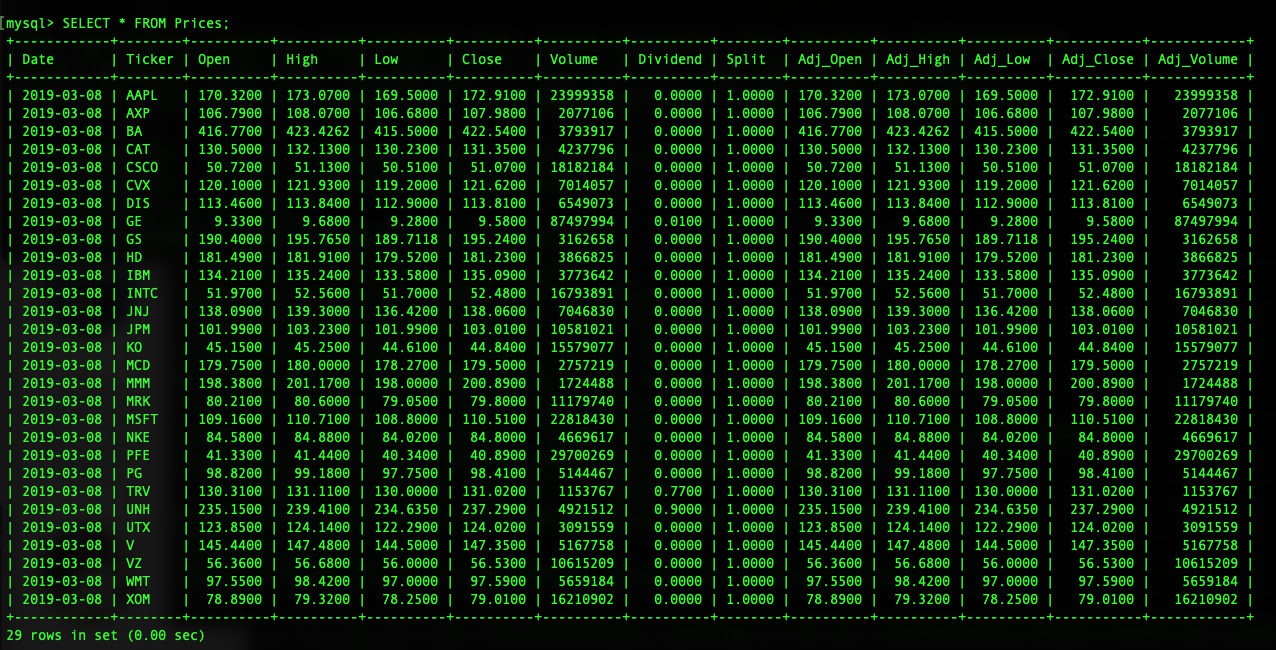 [mysql> SELECT * FROM Prices;
+------------+--------+----------+----------+----------+----------+----------+----------+--------+----------+----------+----------+-----------+------------+
| Date       | Ticker | Open     | High     | Low      | Close    | Volume   | Dividend | Split  | Adj_Open | Adj_High | Adj_Low  | Adj_Close | Adj_Volume |
+------------+--------+----------+----------+----------+----------+----------+----------+--------+----------+----------+----------+-----------+------------+
| 2019-03-08 | AAPL   | 170.3200 | 173.0700 | 169.5000 | 172.9100 | 23999358 |   0.0000 | 1.0000 | 170.3200 | 173.0700 | 169.5000 |  172.9100 |   23999358 |
| 2019-03-08 | AXP    | 106.7900 | 108.0700 | 106.6800 | 107.9800 |  2077106 |   0.0000 | 1.0000 | 106.7900 | 108.0700 | 106.6800 |  107.9800 |    2077106 |
| 2019-03-08 | BA     | 416.7700 | 423.4262 | 415.5000 | 422.5400 |  3793917 |   0.0000 | 1.0000 | 416.7700 | 423.4262 | 415.5000 |  422.5400 |    3793917 |
| 2019-03-08 | CAT    | 130.5000 | 132.1300 | 130.2300 | 131.3500 |  4237796 |   0.0000 | 1.0000 | 130.5000 | 132.1300 | 130.2300 |  131.3500 |    4237796 |
| 2019-03-08 | CSCO   |  50.7200 |  51.1300 |  50.5100 |  51.0700 | 18182184 |   0.0000 | 1.0000 |  50.7200 |  51.1300 |  50.5100 |   51.0700 |   18182184 |
| 2019-03-08 | CVX    | 120.1000 | 121.9300 | 119.2000 | 121.6200 |  7014057 |   0.0000 | 1.0000 | 120.1000 | 121.9300 | 119.2000 |  121.6200 |    7014057 |
| 2019-03-08 | DIS    | 113.4600 | 113.8400 | 112.9000 | 113.8100 |  6549073 |   0.0000 | 1.0000 | 113.4600 | 113.8400 | 112.9000 |  113.8100 |    6549073 |
| 2019-03-08 | GE     |   9.3300 |   9.6800 |   9.2800 |   9.5800 | 87497994 |   0.0100 | 1.0000 |   9.3300 |   9.6800 |   9.2800 |    9.5800 |   87497994 |
| 2019-03-08 | GS     | 190.4000 | 195.7650 | 189.7118 | 195.2400 |  3162658 |   0.0000 | 1.0000 | 190.4000 | 195.7650 | 189.7118 |  195.2400 |    3162658 |
| 2019-03-08 | HD     | 181.4900 | 181.9100 | 179.5200 | 181.2300 |  3866825 |   0.0000 | 1.0000 | 181.4900 | 181.9100 | 179.5200 |  181.2300 |    3866825 |
| 2019-03-08 | IBM    | 134.2100 | 135.2400 | 133.5800 | 135.0900 |  3773642 |   0.0000 | 1.0000 | 134.2100 | 135.2400 | 133.5800 |  135.0900 |    3773642 |
| 2019-03-08 | INTC   |  51.9700 |  52.5600 |  51.7000 |  52.4800 | 16793891 |   0.0000 | 1.0000 |  51.9700 |  52.5600 |  51.7000 |   52.4800 |   16793891 |
| 2019-03-08 | JNJ    | 138.0900 | 139.3000 | 136.4200 | 138.0600 |  7046830 |   0.0000 | 1.0000 | 138.0900 | 139.3000 | 136.4200 |  138.0600 |    7046830 |
| 2019-03-08 | JPM    | 101.9900 | 103.2300 | 101.9900 | 103.0100 | 10581021 |   0.0000 | 1.0000 | 101.9900 | 103.2300 | 101.9900 |  103.0100 |   10581021 |
| 2019-03-08 | KO     |  45.1500 |  45.2500 |  44.6100 |  44.8400 | 15579077 |   0.0000 | 1.0000 |  45.1500 |  45.2500 |  44.6100 |   44.8400 |   15579077 |
| 2019-03-08 | MCD    | 179.7500 | 180.0000 | 178.2700 | 179.5000 |  2757219 |   0.0000 | 1.0000 | 179.7500 | 180.0000 | 178.2700 |  179.5000 |    2757219 |
| 2019-03-08 | MMM    | 198.3800 | 201.1700 | 198.0000 | 200.8900 |  1724488 |   0.0000 | 1.0000 | 198.3800 | 201.1700 | 198.0000 |  200.8900 |    1724488 |
| 2019-03-08 | MRK    |  80.2100 |  80.6000 |  79.0500 |  79.8000 | 11179740 |   0.0000 | 1.0000 |  80.2100 |  80.6000 |  79.0500 |   79.8000 |   11179740 |
| 2019-03-08 | MSFT   | 109.1600 | 110.7100 | 108.8000 | 110.5100 | 22818430 |   0.0000 | 1.0000 | 109.1600 | 110.7100 | 108.8000 |  110.5100 |   22818430 |
| 2019-03-08 | NKE    |  84.5800 |  84.8800 |  84.0200 |  84.8000 |  4669617 |   0.0000 | 1.0000 |  84.5800 |  84.8800 |  84.0200 |   84.8000 |    4669617 |
| 2019-03-08 | PFE    |  41.3300 |  41.4400 |  40.3400 |  40.8900 | 29700269 |   0.0000 | 1.0000 |  41.3300 |  41.4400 |  40.3400 |   40.8900 |   29700269 |
| 2019-03-08 | PG     |  98.8200 |  99.1800 |  97.7500 |  98.4100 |  5144467 |   0.0000 | 1.0000 |  98.8200 |  99.1800 |  97.7500 |   98.4100 |    5144467 |
| 2019-03-08 | TRV    | 130.3100 | 131.1100 | 130.0000 | 131.0200 |  1153767 |   0.7700 | 1.0000 | 130.3100 | 131.1100 | 130.0000 |  131.0200 |    1153767 |
| 2019-03-08 | UNH    | 235.1500 | 239.4100 | 234.6350 | 237.2900 |  4921512 |   0.9000 | 1.0000 | 235.1500 | 239.4100 | 234.6350 |  237.2900 |    4921512 |
| 2019-03-08 | UTX    | 123.8500 | 124.1400 | 122.2900 | 124.0200 |  3091559 |   0.0000 | 1.0000 | 123.8500 | 124.1400 | 122.2900 |  124.0200 |    3091559 |
| 2019-03-08 | V      | 145.4400 | 147.4800 | 144.5000 | 147.3500 |  5167758 |   0.0000 | 1.0000 | 145.4400 | 147.4800 | 144.5000 |  147.3500 |    5167758 |
| 2019-03-08 | VZ     |  56.3600 |  56.6800 |  56.0000 |  56.5300 | 10615209 |   0.0000 | 1.0000 |  56.3600 |  56.6800 |  56.0000 |   56.5300 |   10615209 |
| 2019-03-08 | WMT    |  97.5500 |  98.4200 |  97.0000 |  97.5900 |  5659184 |   0.0000 | 1.0000 |  97.5500 |  98.4200 |  97.0000 |   97.5900 |    5659184 |
| 2019-03-08 | XOM    |  78.8900 |  79.3200 |  78.2500 |  79.0100 | 16210902 |   0.0000 | 1.0000 |  78.8900 |  79.3200 |  78.2500 |   79.0100 |   16210902 |
+------------+--------+----------+----------+----------+----------+----------+----------+--------+----------+----------+----------+-----------+------------+
29 rows in set (0.00 sec)